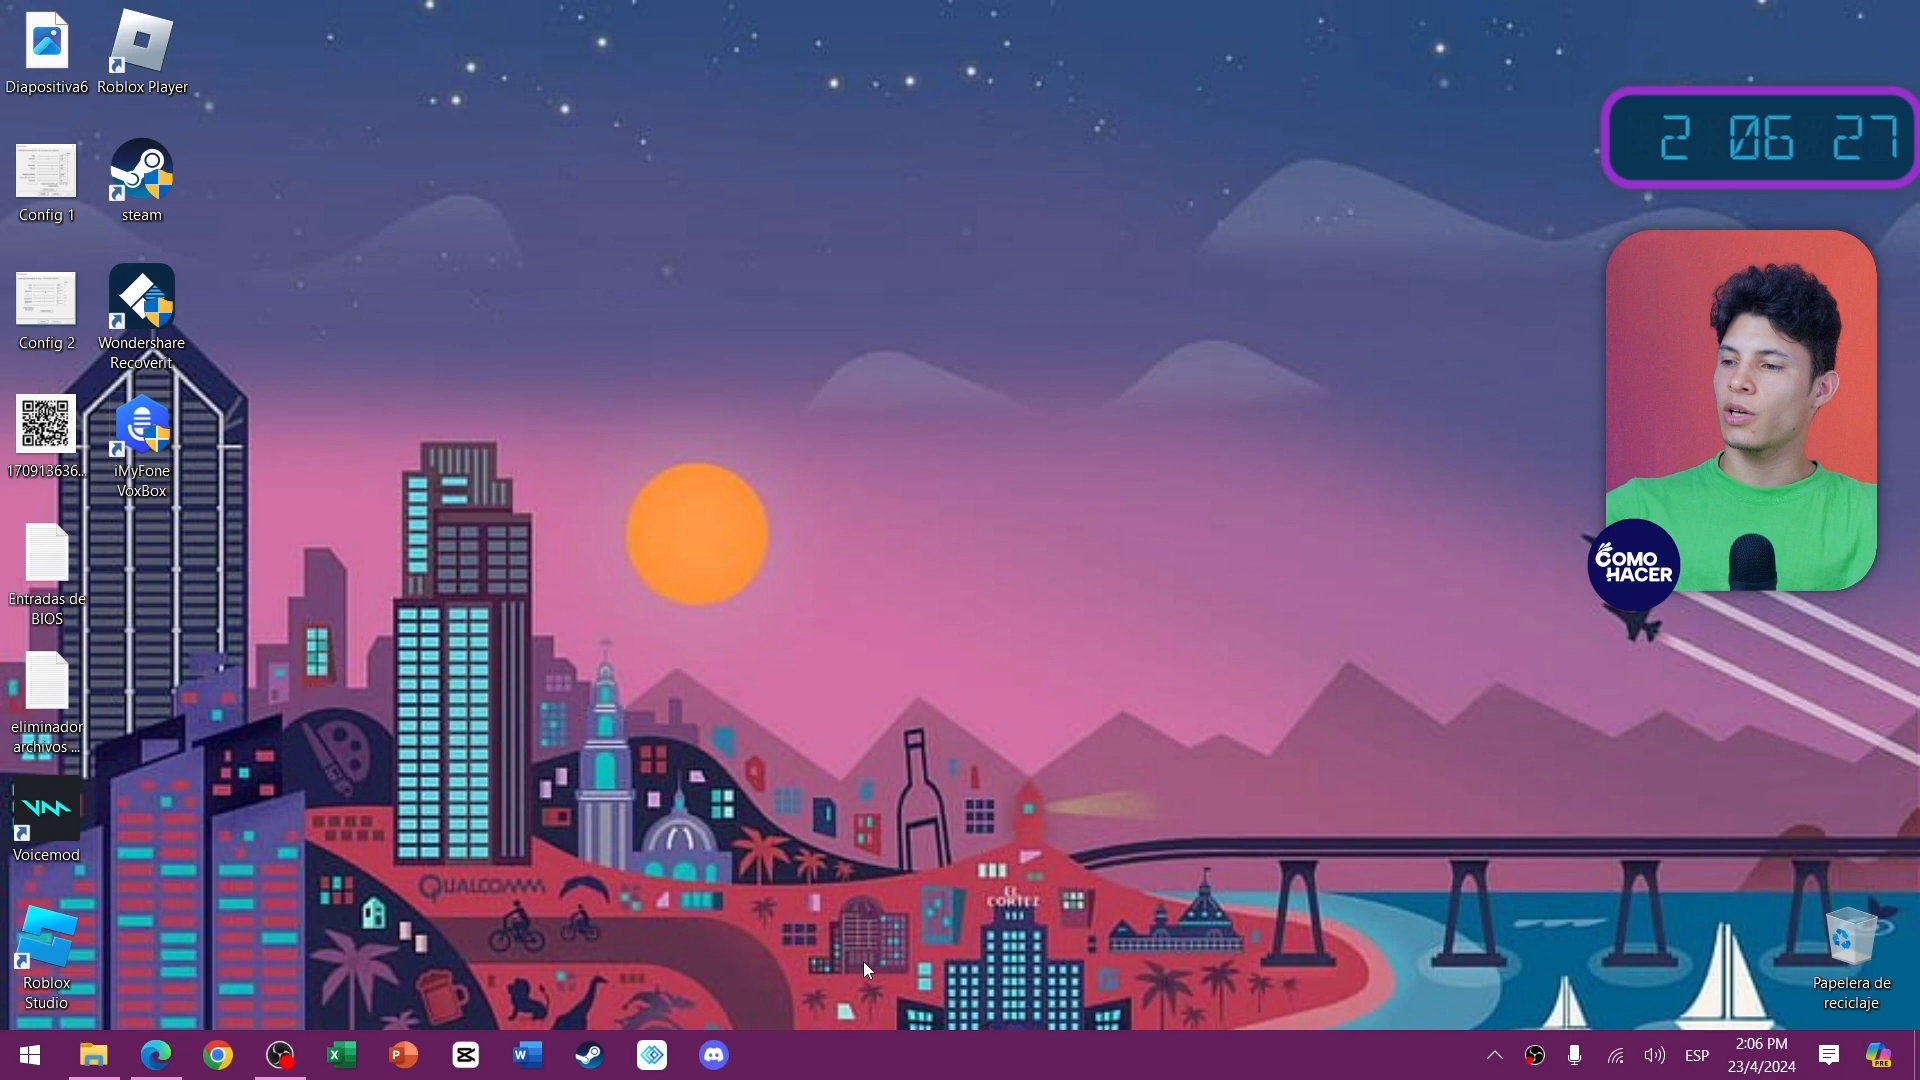 Diapositiva6
Roblox Player
2 06 27
Config 1
steam
Config 2
Wondershare
Recoverit
170913636...
iMyFone
VoxBox
COMO
HACER
Entradas de
BIOS
eliminador
archivos ...
Voicemod
QUALCOMM
EL
CORTEZ
Roblox
Studio
Papelera de
reciclaje
ESP
2:06 PM
23/4/2024
PRE